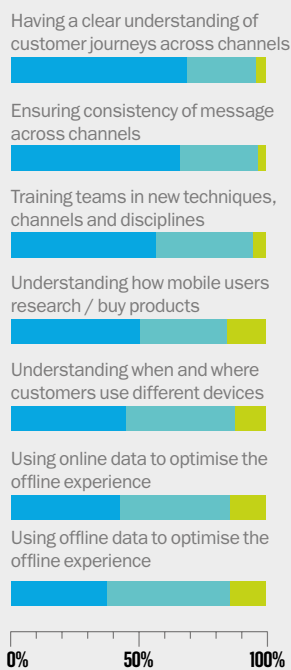 Having a clear understanding of
customer journeys across channels
Ensuring consistency of message
across channels
Training teams in new techniques,
channels and disciplines
Understanding how mobile users
research / buy products
Understanding when and where
customers use different devices
Using online data to optimise the
offline experience
Using offline data to optimise the
offline experience
0% 50% 100%